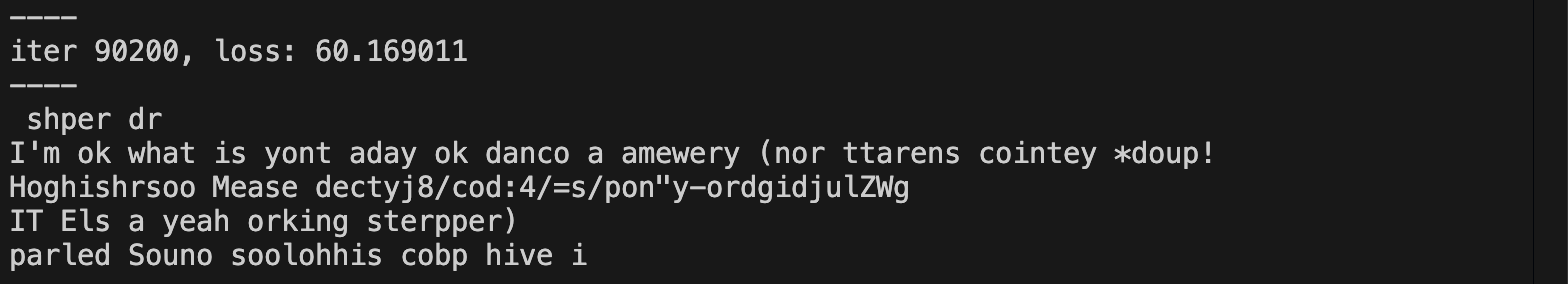 ----
iter 90200, loss: 60.169011
----
 shper dr
I'm ok what is yont aday ok danco a amewery (nor ttarens cointey *doup!
Hoghishrsoo Mease dectyj8/cod:4/=s/pon"y-ordgidjulZWg
IT Els a yeah orking sterpper)
parled Souno soolohhis cobp hive i